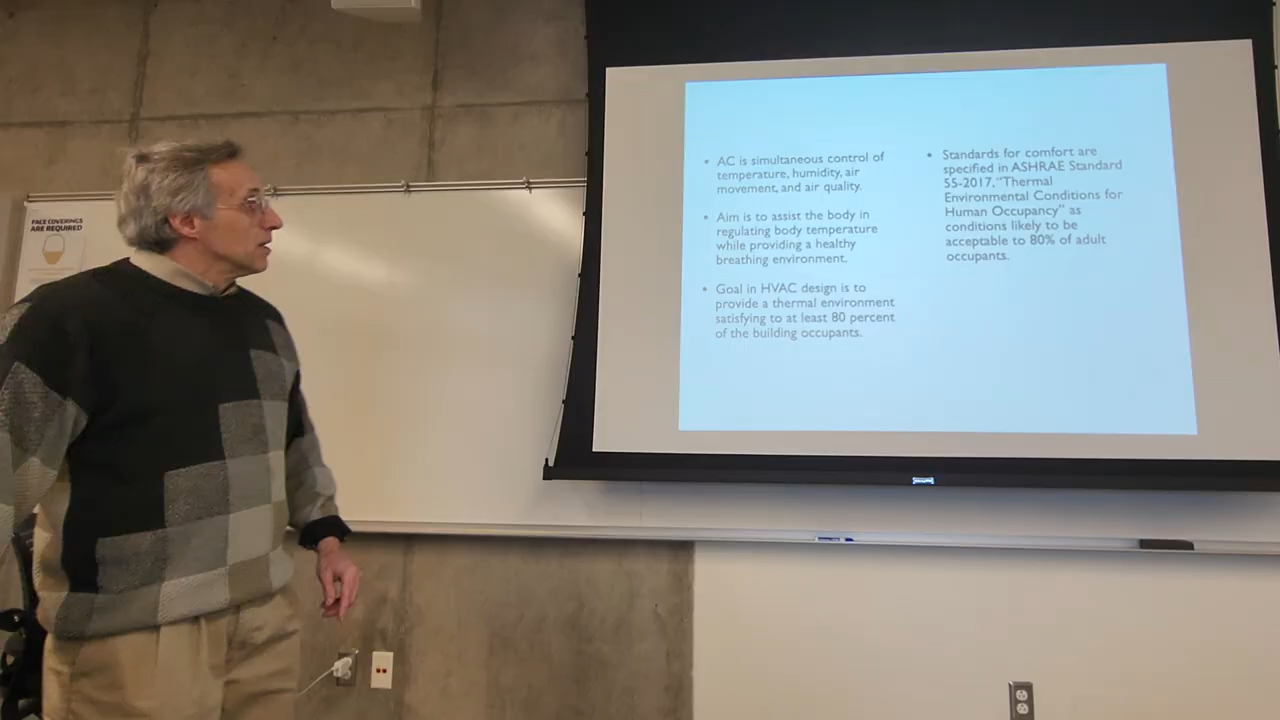 FACE COVERINGS
ARE REQUIRED
• AC is simultaneous control of
temperature, humidity, air
movement, and air quality.
• Aim is to assist the body in
regulating body temperature
while providing a healthy
breathing environment.
• Goal in HVAC design is to
provide a thermal environment
satisfying to at least 80 percent
of the building occupants.
• Standards for comfort are
specified in ASHRAE Standard
55-2017, “Thermal
Environmental Conditions for
Human Occupancy” as
conditions likely to be
acceptable to 80% of adult
occupants.